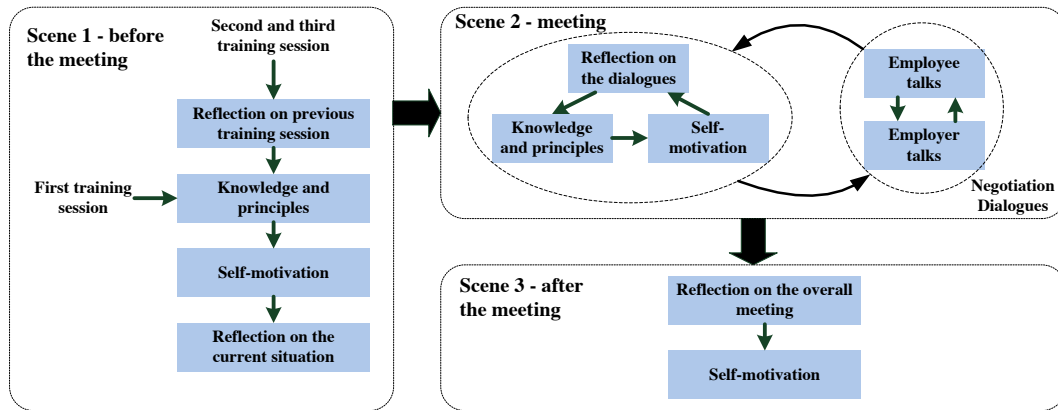 Scene 1 - before
the meeting
Second and third
training session
Reflection on previous
training session
First training
session
Knowledge and
principles
Self-motivation
Reflection on the
current situation
Scene 2 - meeting
Reflection on
the dialogues
Knowledge
and principles
Self-
motivation
Employee
talks
Employer
talks
Negotiation
Dialogues
Scene 3 - after
the meeting
Reflection on the overall
meeting
Self-motivation